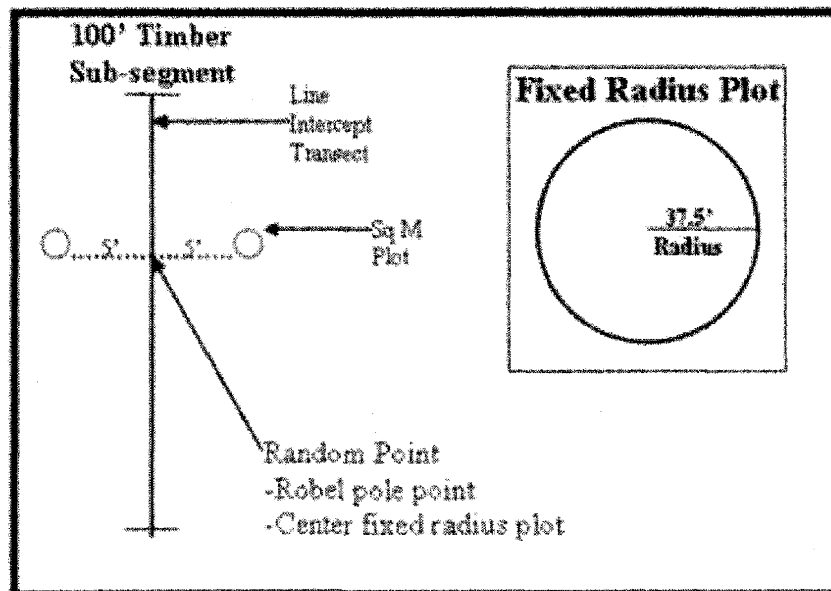 100' Timber
Sub-segment
Line
Intercept
Transect
5'
5'
Sq M
Plot
Random Point
-Robel pole point
-Center fixed radius plot
Fixed Radius Plot
37.5'
Radius